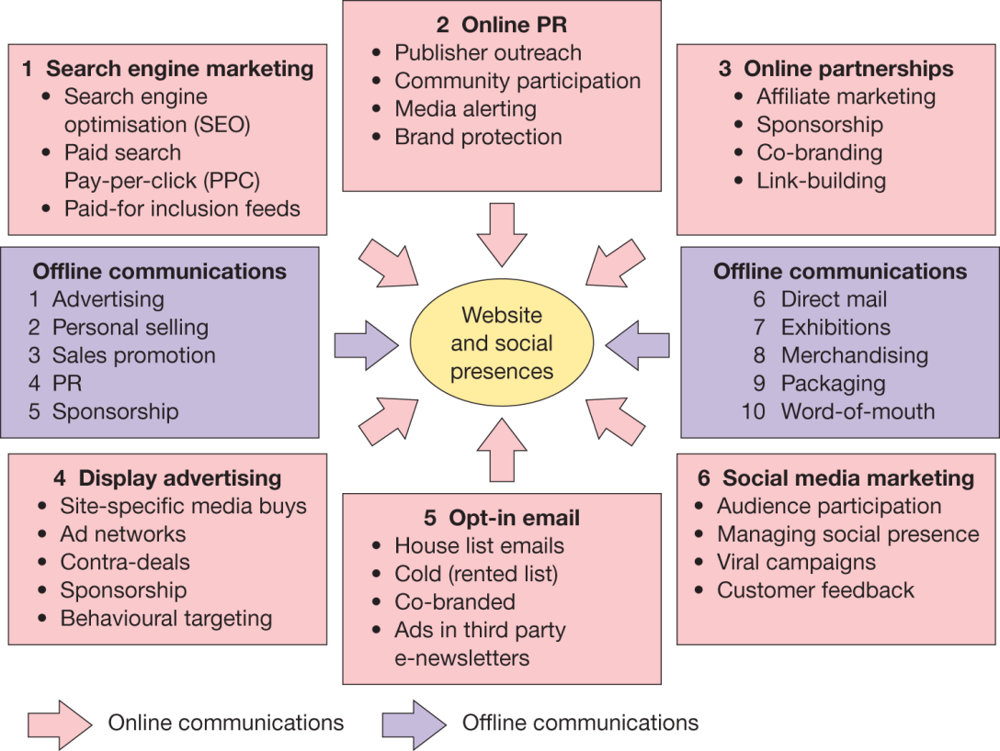 1 Search engine marketing
• Search engine
optimisation (SEO)
• Paid search
Pay-per-click (PPC)
• Paid-for inclusion feeds
2 Online PR
• Publisher outreach
• Community participation
• Media alerting
• Brand protection
3 Online partnerships
• Affiliate marketing
• Sponsorship
• Co-branding
• Link-building
Offline communications
1 Advertising
2 Personal selling
3 Sales promotion
4 PR
5 Sponsorship
Website
and social
presences
Offline communications
6 Direct mail
7 Exhibitions
8 Merchandising
9 Packaging
10 Word-of-mouth
4 Display advertising
• Site-specific media buys
• Ad networks
• Contra-deals
• Sponsorship
• Behavioural targeting
5 Opt-in email
• House list emails
• Cold (rented list)
• Co-branded
• Ads in third party
e-newsletters
6 Social media marketing
• Audience participation
• Managing social presence
• Viral campaigns
• Customer feedback
Online communications
Offline communications